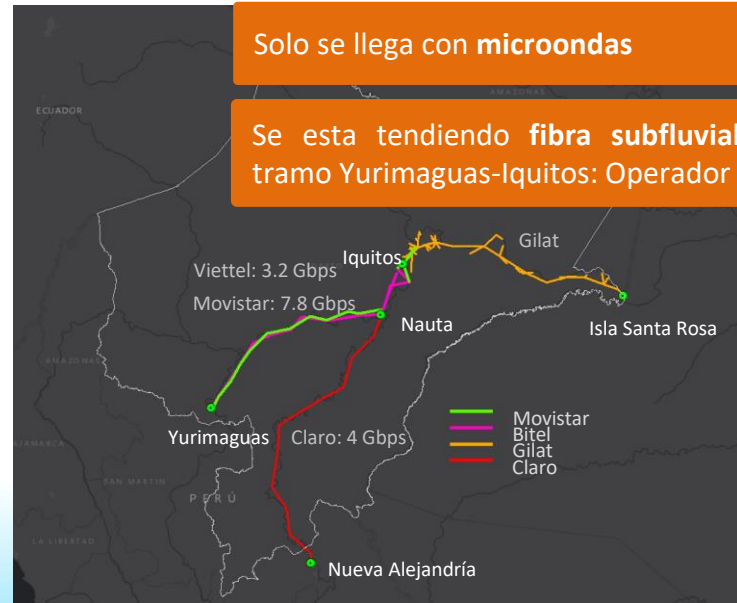 Solo se llega con microondas
AMAZONAS
ECUADOR
Se esta tendiendo fibra subfluvial
tramo Yurimaguas-Iquitos: Operador
Gilat
Iquitos
Viettel: 3.2 Gbps
Movistar: 7.8 Gbps
Nauta
Isla Santa Rosa
AMAZONAS
Movistar
Bitel
Gilat
Claro
Yurimaguas
Claro: 4 Gbps
CAJAMARCA
SAN MARTIN
PERÚ
LA LIBERTAD
Nueva Alejandría